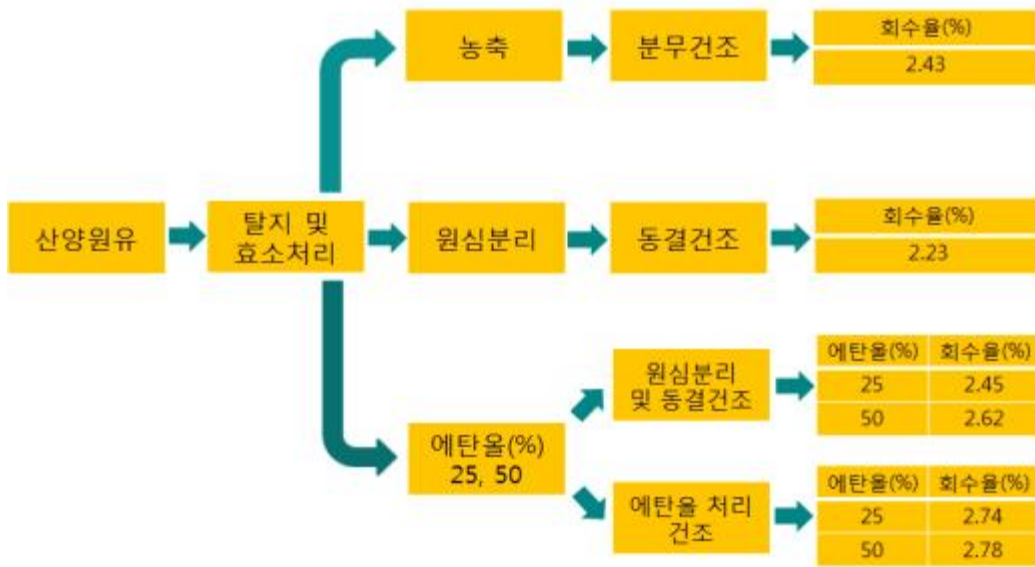 농축
분무건조
회수율(%)
2.43
산양원유
탈지 및
효소처리
원심분리
동결건조
회수율(%)
2.23
에탄올(%)
25, 50
원심분리
및 동결건조
에탄올(%) 회수율(%)
25 2.45
50 2.62
에탄올 처리
건조
에탄올(%) 회수율(%)
25 2.74
50 2.78